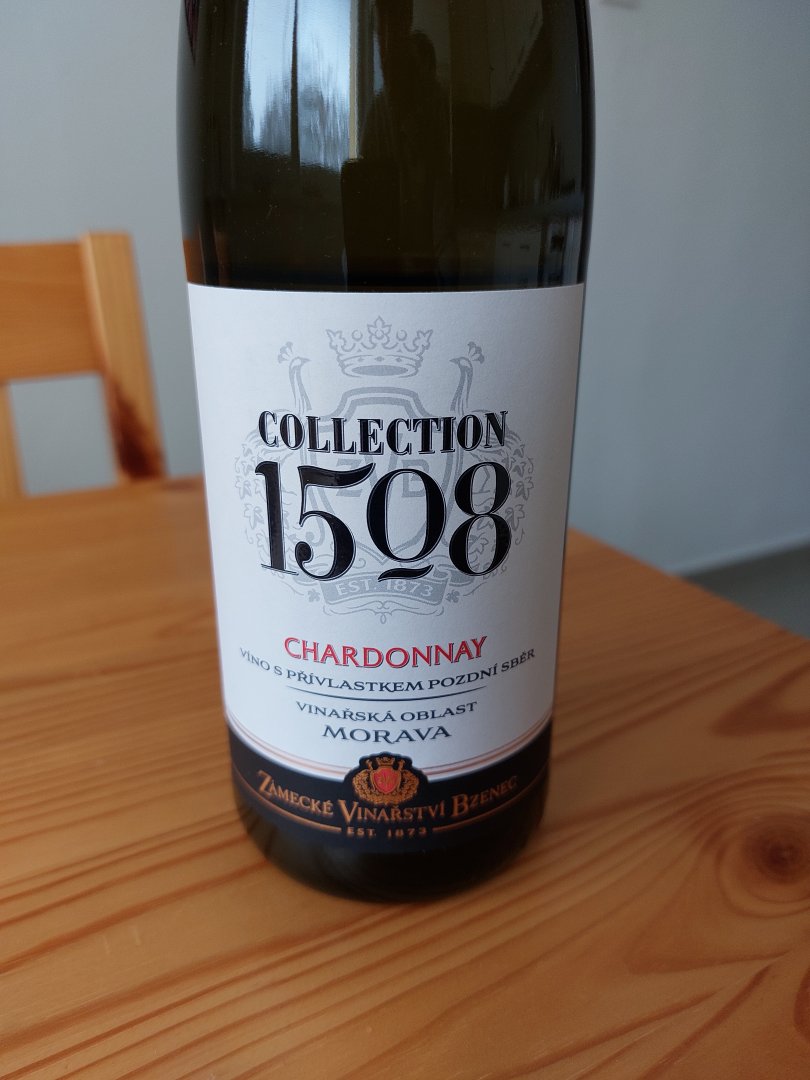 COLLECTION
1508
EST. 1873
CHARDONNAY
VÍNO S PŘÍVLASTKEM POZDNÍ SBĚR
VINAŘSKÁ OBLAST
MORAVA
ZÁMECKÉ VINAŘSTVÍ BZENEC
EST. 1873